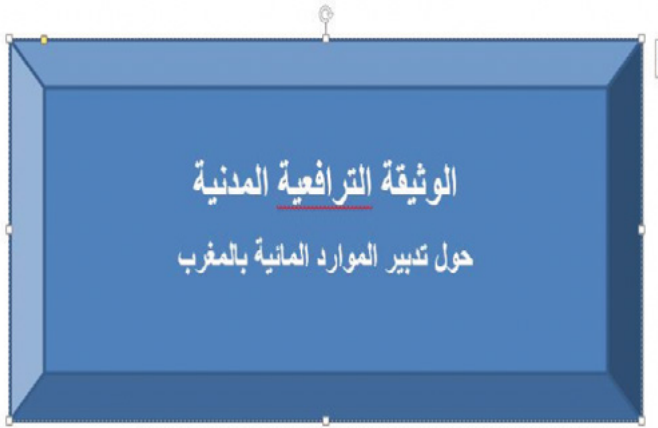 الوثيقة الترافعية المدنية
حول تدبير الموارد المائية بالمغرب